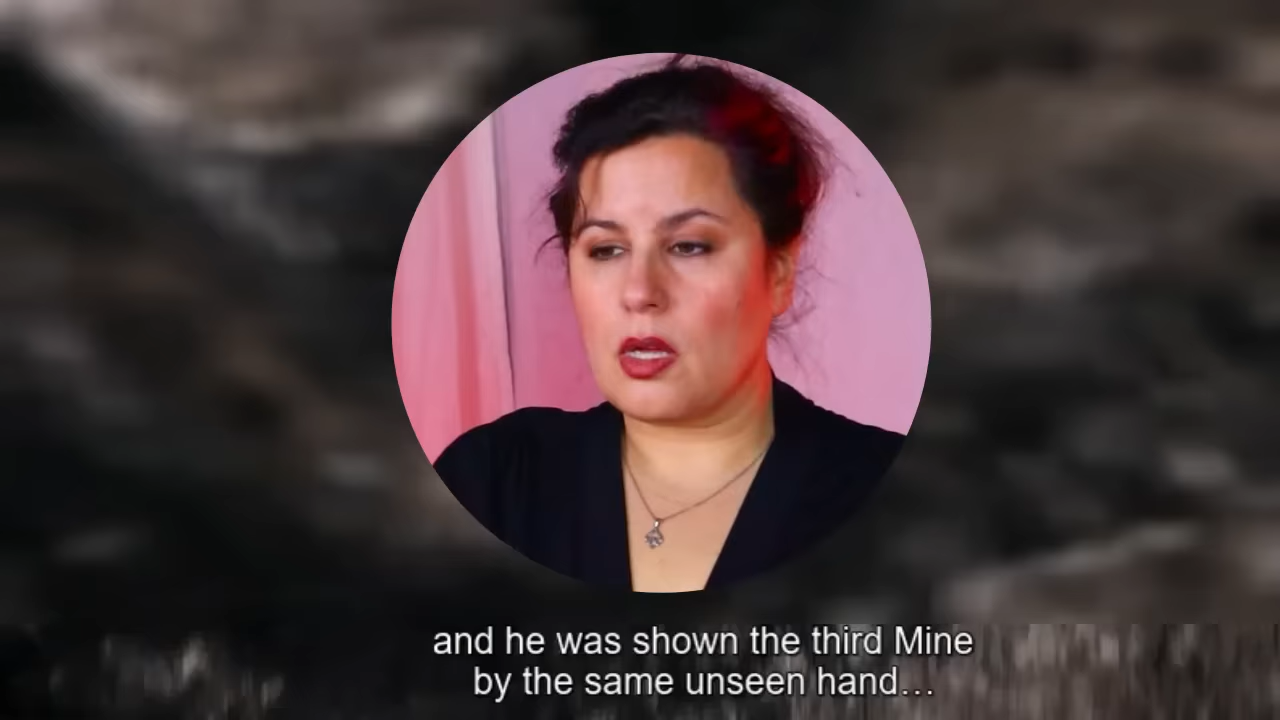 and he was shown the third Mine
by the same unseen hand…